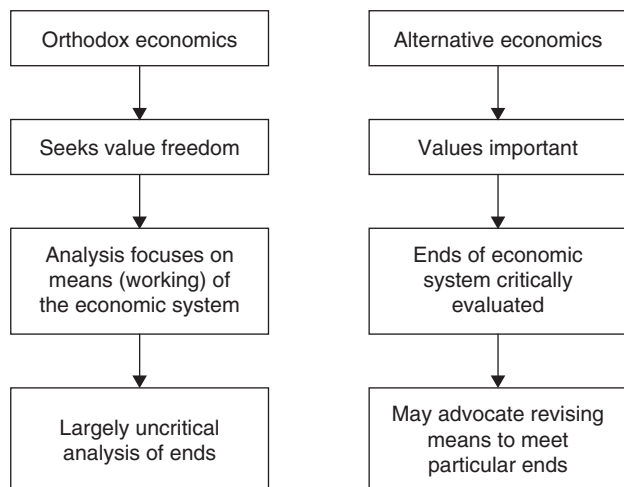 Orthodox economics
Seeks value freedom
Analysis focuses on
means (working) of
the economic system
Largely uncritical
analysis of ends
Alternative economics
Values important
Ends of economic
system critically
evaluated
May advocate revising
means to meet
particular ends